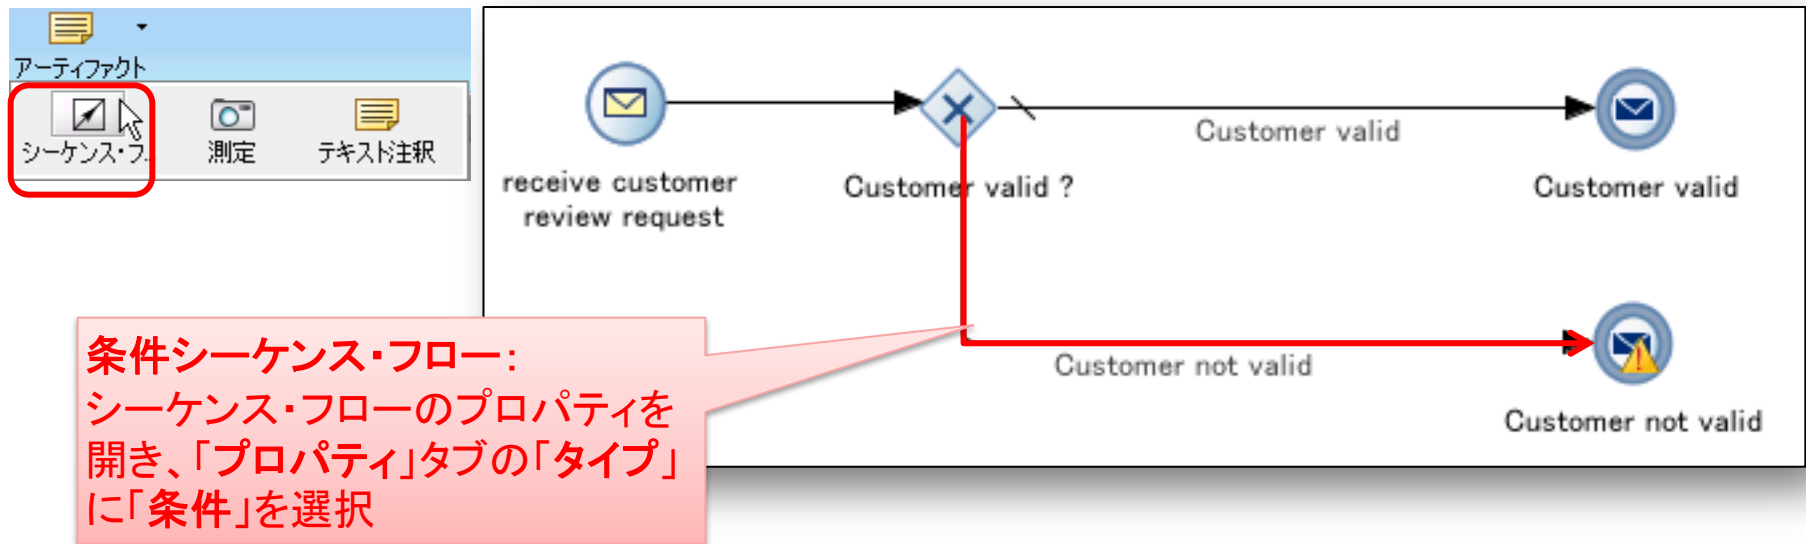 アーティファクト
シーケンス・フ...
測定
テキスト注釈
receive customer
review request
Customer valid ?
Customer valid
Customer valid
Customer not valid
Customer not valid
条件シーケンス・フロー：
シーケンス・フローのプロパティを
開き、「プロパティ」タブの「タイプ」
に「条件」を選択